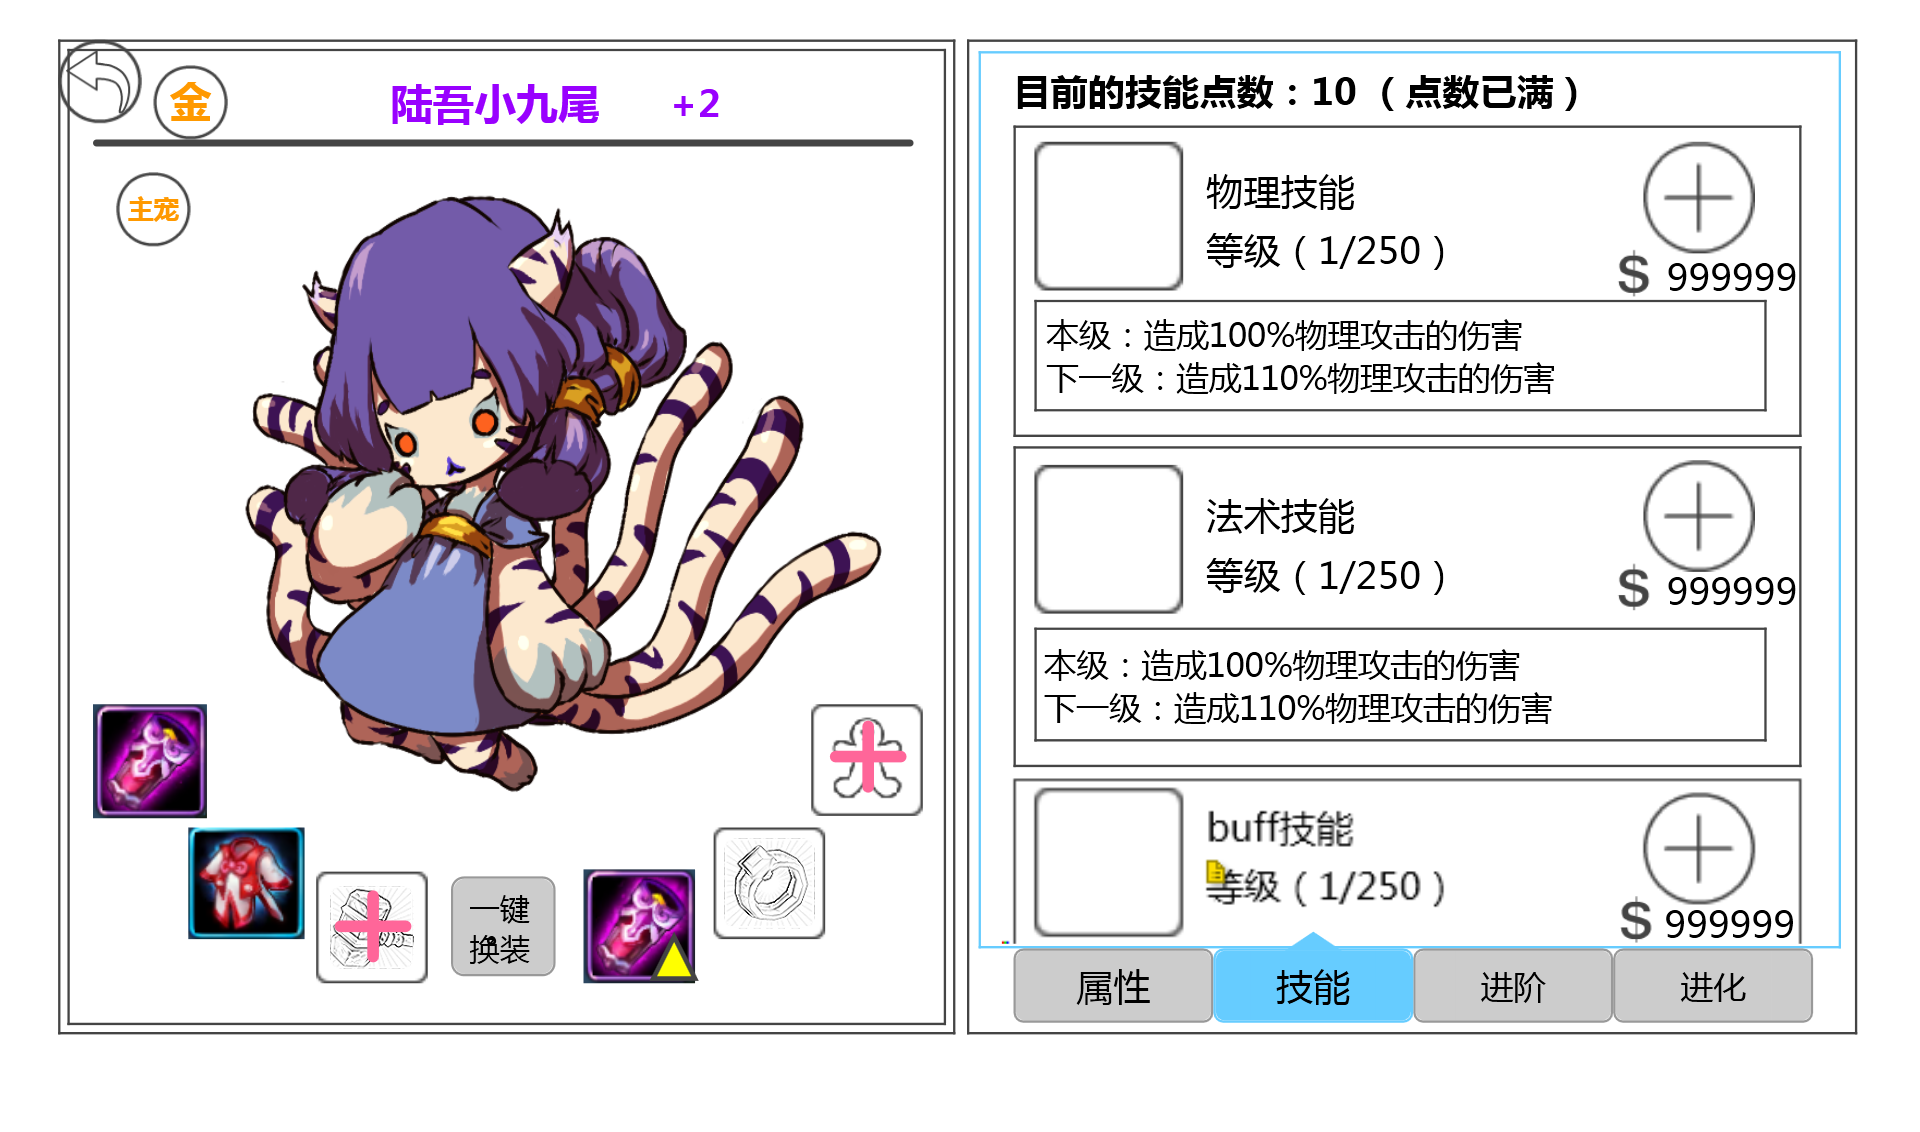 金
陆吾小九尾 +2
主宠
一键
换装
目前的技能点数：10 （点数已满）
物理技能
等级（1/250）
$ 999999
本级：造成100%物理攻击的伤害
下一级：造成110%物理攻击的伤害
法术技能
等级（1/250）
$ 999999
本级：造成100%物理攻击的伤害
下一级：造成110%物理攻击的伤害
buff技能
等级（1/250）
$ 999999
属性 技能 进阶 进化